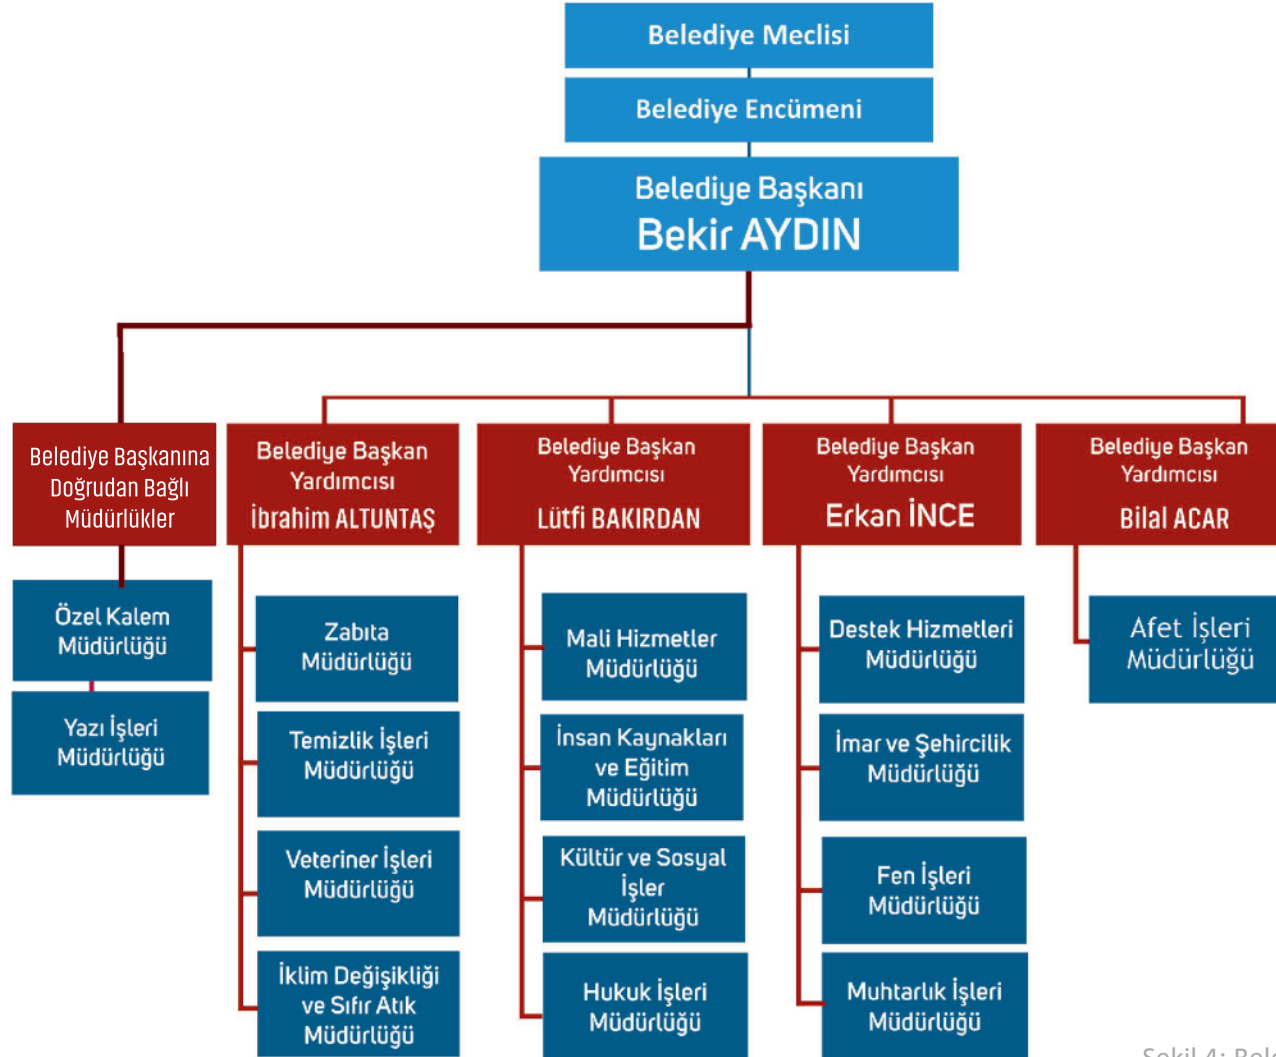 Belediye Meclisi
Belediye Encümeni
Belediye Başkanı
Bekir AYDIN
Belediye Başkanına
Doğrudan Bağlı
Müdürlükler
Özel Kalem
Müdürlüğü
Yazı İşleri
Müdürlüğü
Belediye Başkan
Yardımcısı
İbrahim ALTUNTAŞ
Zabıta
Müdürlüğü
Temizlik İşleri
Müdürlüğü
Veteriner İşleri
Müdürlüğü
İklim Değişikliği
ve Sıfır Atık
Müdürlüğü
Belediye Başkan
Yardımcısı
Lütfi BAKIRDAN
Mali Hizmetler
Müdürlüğü
İnsan Kaynakları
ve Eğitim
Müdürlüğü
Kültür ve Sosyal
İşler
Müdürlüğü
Hukuk İşleri
Müdürlüğü
Belediye Başkan
Yardımcısı
Erkan İNCE
Destek Hizmetleri
Müdürlüğü
İmar ve Şehircilik
Müdürlüğü
Fen İşleri
Müdürlüğü
Muhtarlık İşleri
Müdürlüğü
Belediye Başkan
Yardımcısı
Bilal ACAR
Afet İşleri
Müdürlüğü